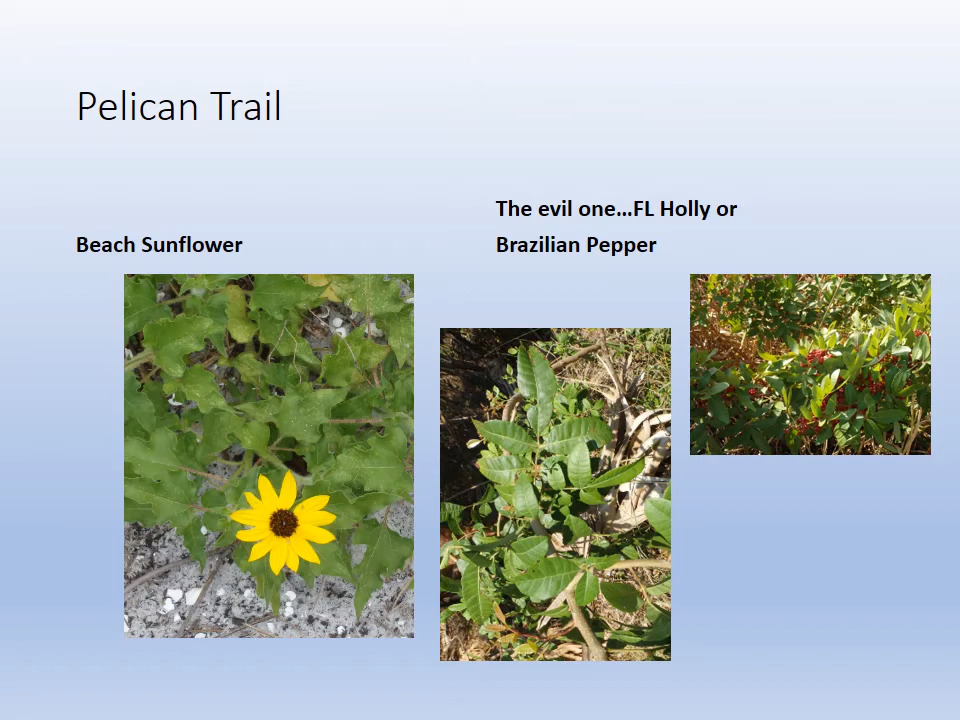 Pelican Trail
Beach Sunflower
The evil one…FL Holly or
Brazilian Pepper